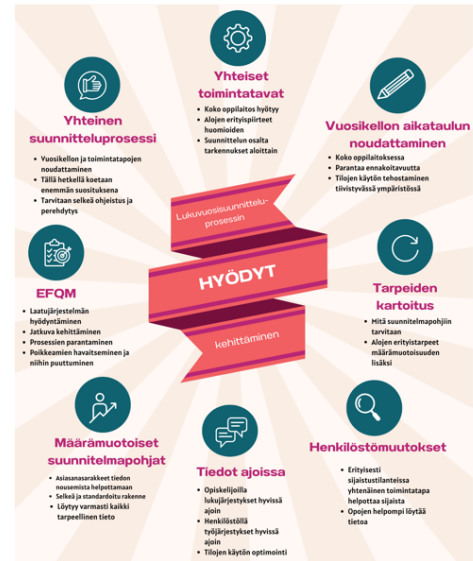 Yhteiset
toimintatavat
• Koko oppilaitos hyötyy
• Alojen erityispiirteet
huomioiden
• Suunnittelun osalta
tarkennukset aloittain
Yhteinen
suunnitteluprosessi
• Vuosikellon ja toimintatapojen
noudattaminen
• Tällä hetkellä koetaan
enemmän suosituksena
• Tarvitaan selkeä ohjeistus ja
perehdytys
Vuosikellon aikataulun
noudattaminen
• Koko oppilaitoksessa
• Parantaa ennakoitavuutta
• Tilojen käytön tehostaminen
tiivistyvässä ympäristössä
Lukuvuosisuunnittelu-
prosessin
HYÖDYT
kehittäminen
EFQM
• Laatujärjestelmän
hyödyntäminen
• Jatkuva kehittäminen
• Prosessien parantaminen
• Poikkeamien havaitseminen ja
niihin puuttuminen
Tarpeiden
kartoitus
• Mitä suunnitelmapohjiin
tarvitaan
• Alojen erityistarpeet
määrämuotoisuuden
lisäksi
Määrämuotoiset
suunnitelmapohjat
• Asiasanasarakkeet tiedon
nousemista helpottamaan
• Selkeä ja standardoitu rakenne
• Löytyy varmasti kaikki
tarpeellinen tieto
Tiedot ajoissa
• Opiskelijoilla
lukujärjestykset hyvissä
ajoin
• Henkilöstöllä
työjärjestykset hyvissä
ajoin
• Tilojen käytön optimointi
Henkilöstömuutokset
• Erityisesti
sijaistustilanteissa
yhtenäinen toimintatapa
helpottaa sijaista
• Opojen helpompi löytää
tietoa